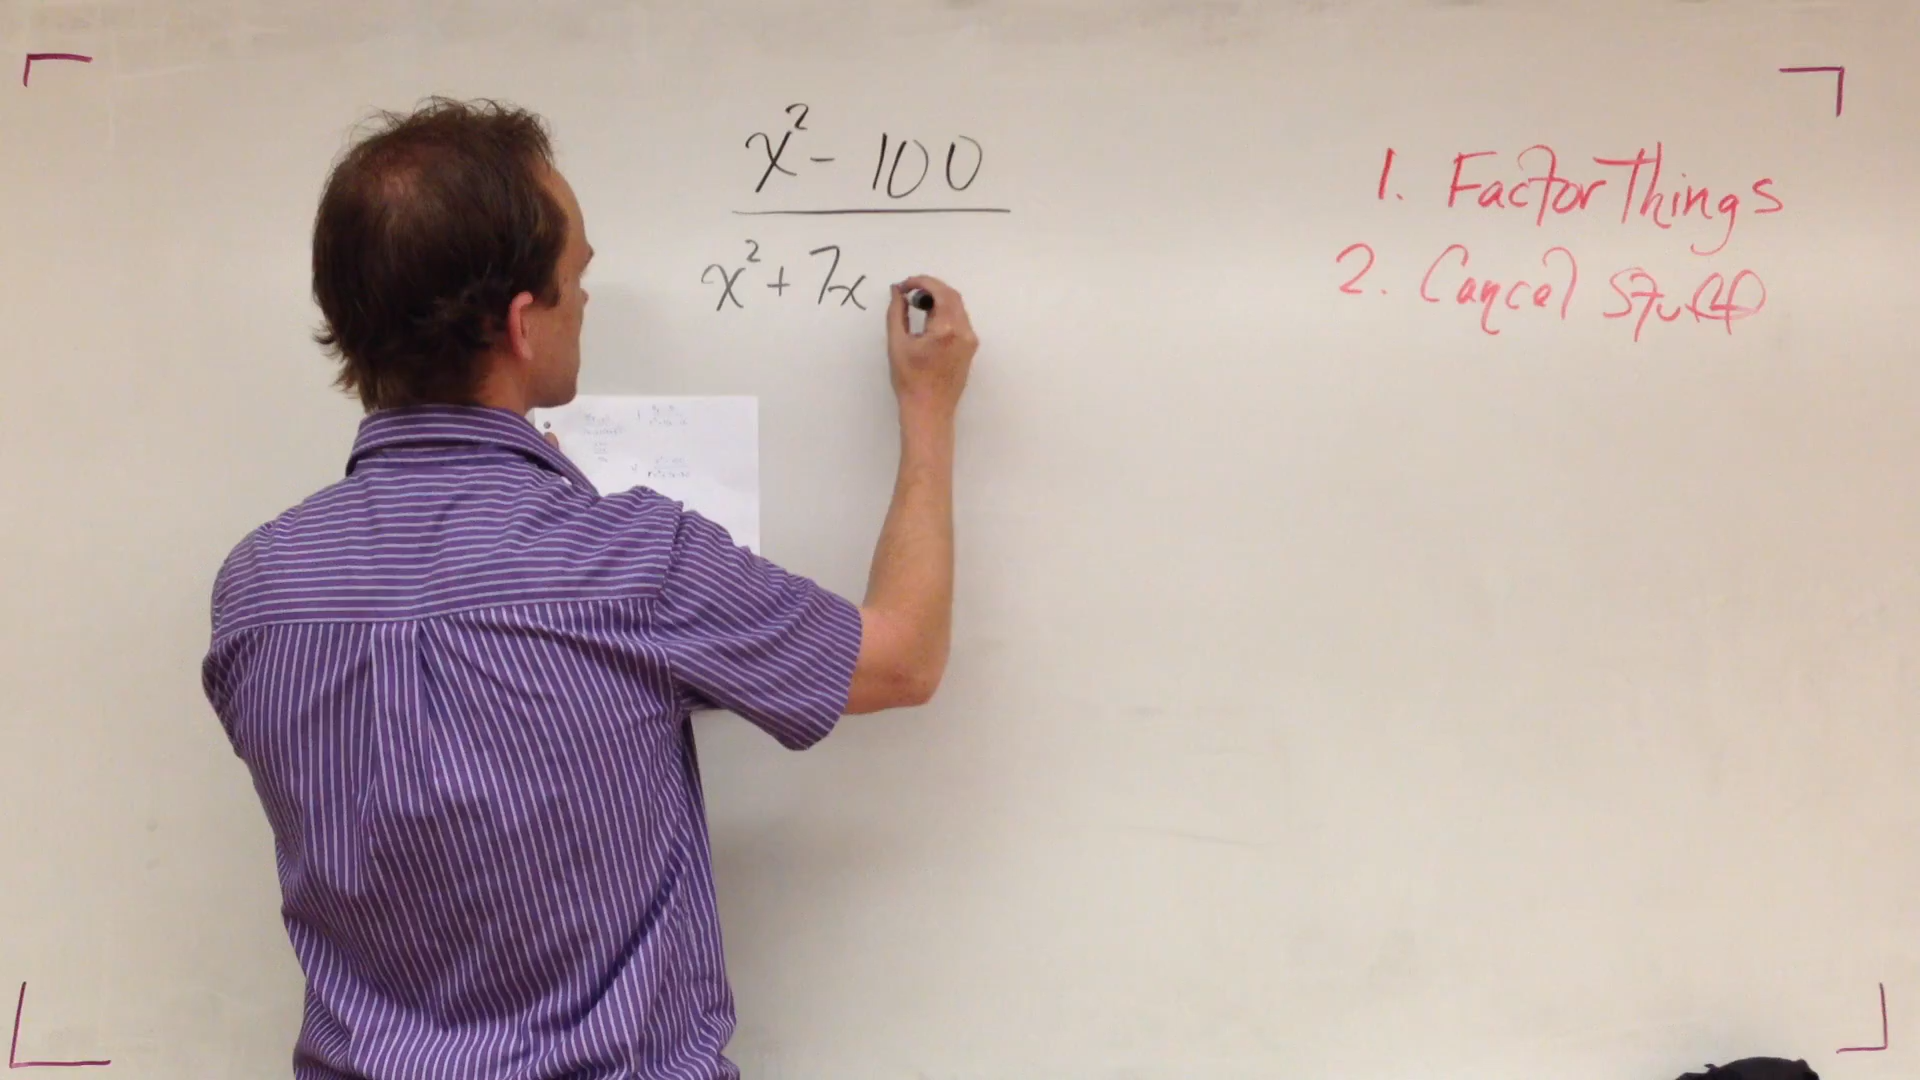 x² - 100
x² + 7x
1. Factor Things
2. Cancel Stuff